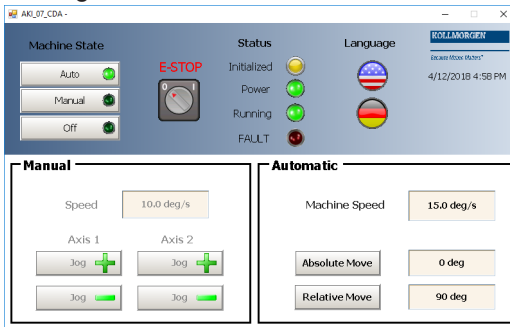 AKI_07_CDA -
Machine State
Auto
Manual
Off
E-STOP
0 I
Status
Initialized
Power
Running
FAULT
Language
KOLLMORGEN
Because Motion Matters™
4/12/2018 4:58 PM
Manual
Speed 10.0 deg/s
Axis 1 Axis 2
Jog Jog
Jog Jog
Automatic
Machine Speed 15.0 deg/s
Absolute Move 0 deg
Relative Move 90 deg